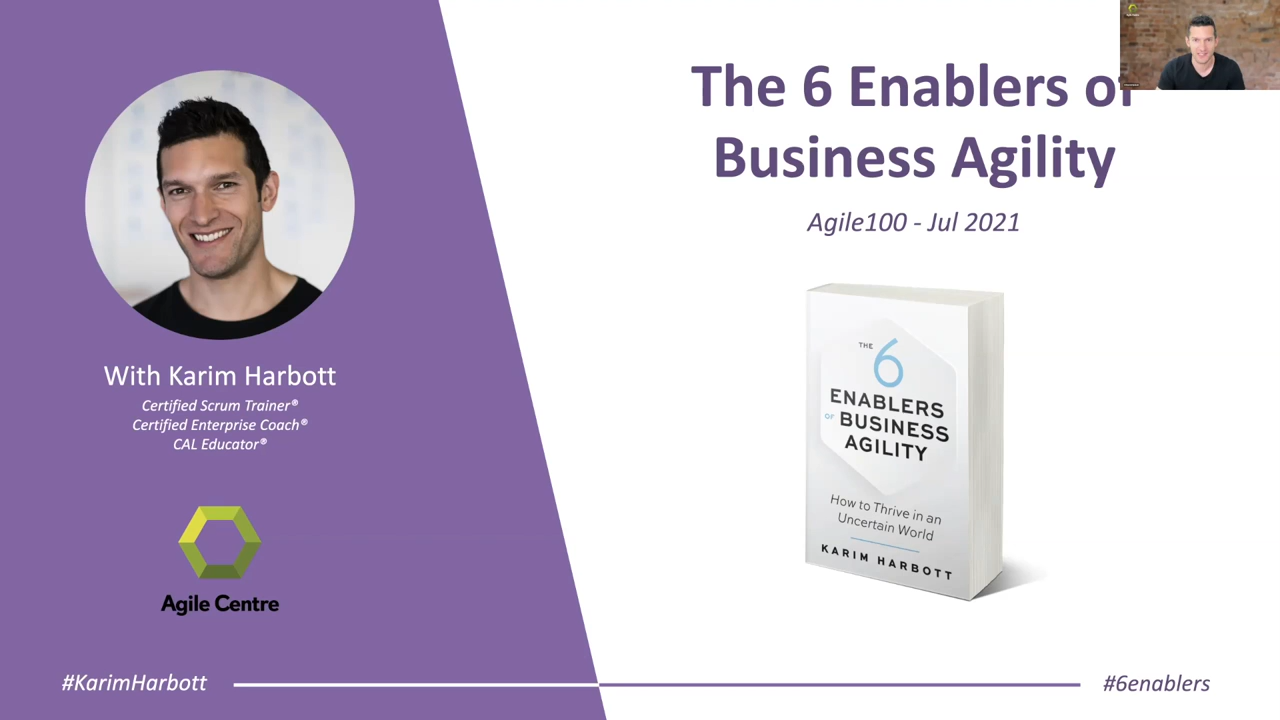 The 6 Enablers of
Business Agility
Agile100 - Jul 2021
With Karim Harbott
Certified Scrum Trainer®
Certified Enterprise Coach®
CAL Educator®
Agile Centre
THE
6
ENABLERS
OF BUSINESS
AGILITY
How to Thrive in an
Uncertain World
KARIM HARBOTT
#KarimHarbott
#6enablers